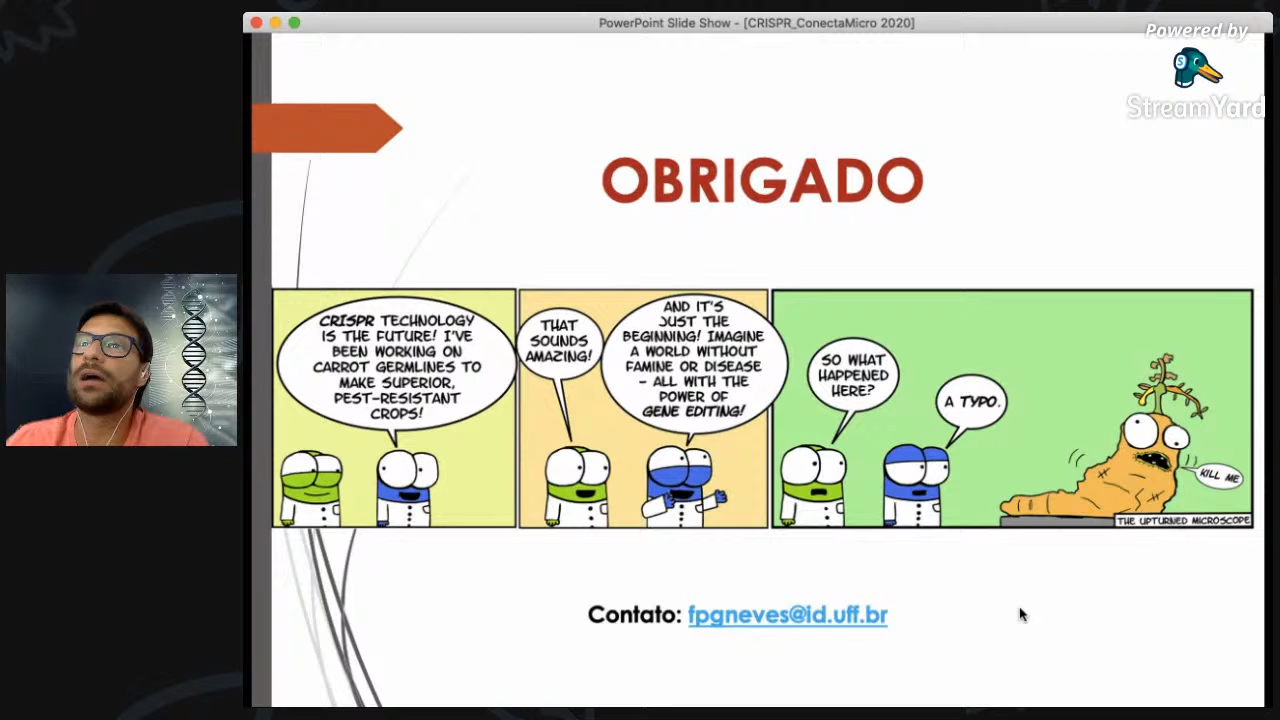 PowerPoint Slide Show - [CRISPR_ConectaMicro 2020]
Powered by
S
StreamYard
OBRIGADO
CRISPR TECHNOLOGY
IS THE FUTURE! I'VE
BEEN WORKING ON
CARROT GERMLINES TO
MAKE SUPERIOR,
PEST-RESISTANT
CROPS!
THAT
SOUNDS
AMAZING!
AND IT'S
JUST THE
BEGINNING! IMAGINE
A WORLD WITHOUT
FAMINE OR DISEASE
- ALL WITH THE
POWER OF
GENE EDITING!
SO WHAT
HAPPENED
HERE?
A TYPO.
KILL ME
THE UPTURNED MICROSCOPE
Contato: fpgneves@id.uff.br